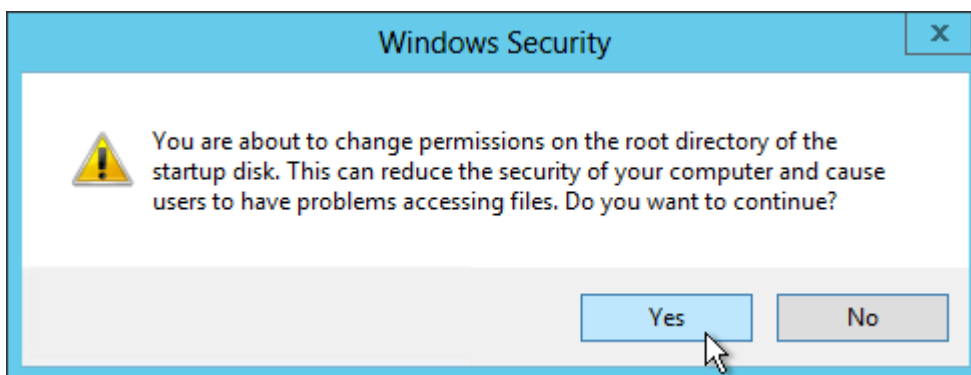 Windows Security
x
You are about to change permissions on the root directory of the
startup disk. This can reduce the security of your computer and cause
users to have problems accessing files. Do you want to continue?
Yes
No